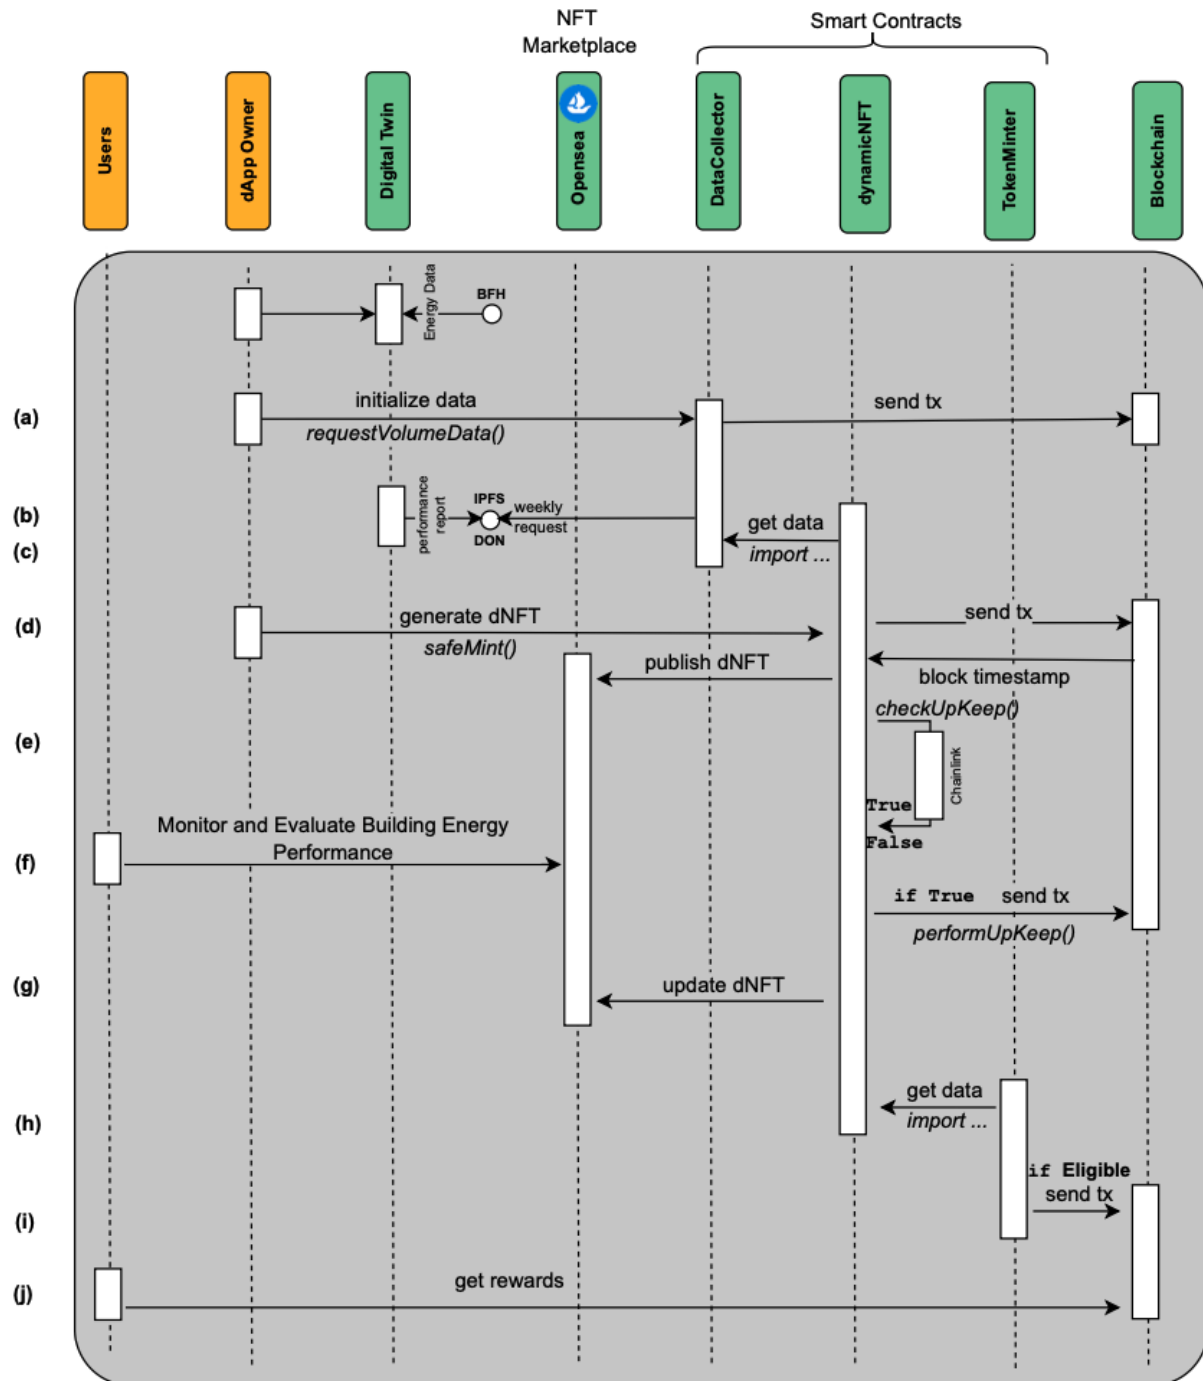 NFT
Marketplace
Smart Contracts
Users
dApp Owner
Digital Twin
Opensea
DataCollector
dynamicNFT
TokenMinter
Blockchain
Energy Data
BFH
(a)
initialize data
requestVolumeData()
send tx
(b)
performance
report
IPFS
DON
weekly
request
(c)
get data
import ...
(d)
generate dNFT
safeMint()
send tx
publish dNFT
block timestamp
(e)
checkUpKeep()
Chainlink
True
False
(f)
Monitor and Evaluate Building Energy
Performance
if True send tx
performUpKeep()
(g)
update dNFT
(h)
get data
import ...
(i)
if Eligible
send tx
(j)
get rewards